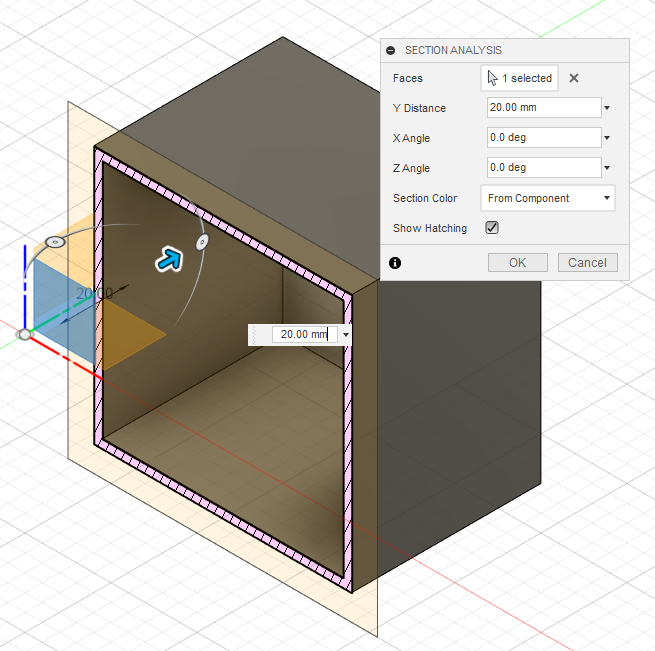 SECTION ANALYSIS
Faces 1 selected
Y Distance 20.00 mm
X Angle 0.0 deg
Z Angle 0.0 deg
Section Color From Component
Show Hatching
OK Cancel
20.00
20.00 mm